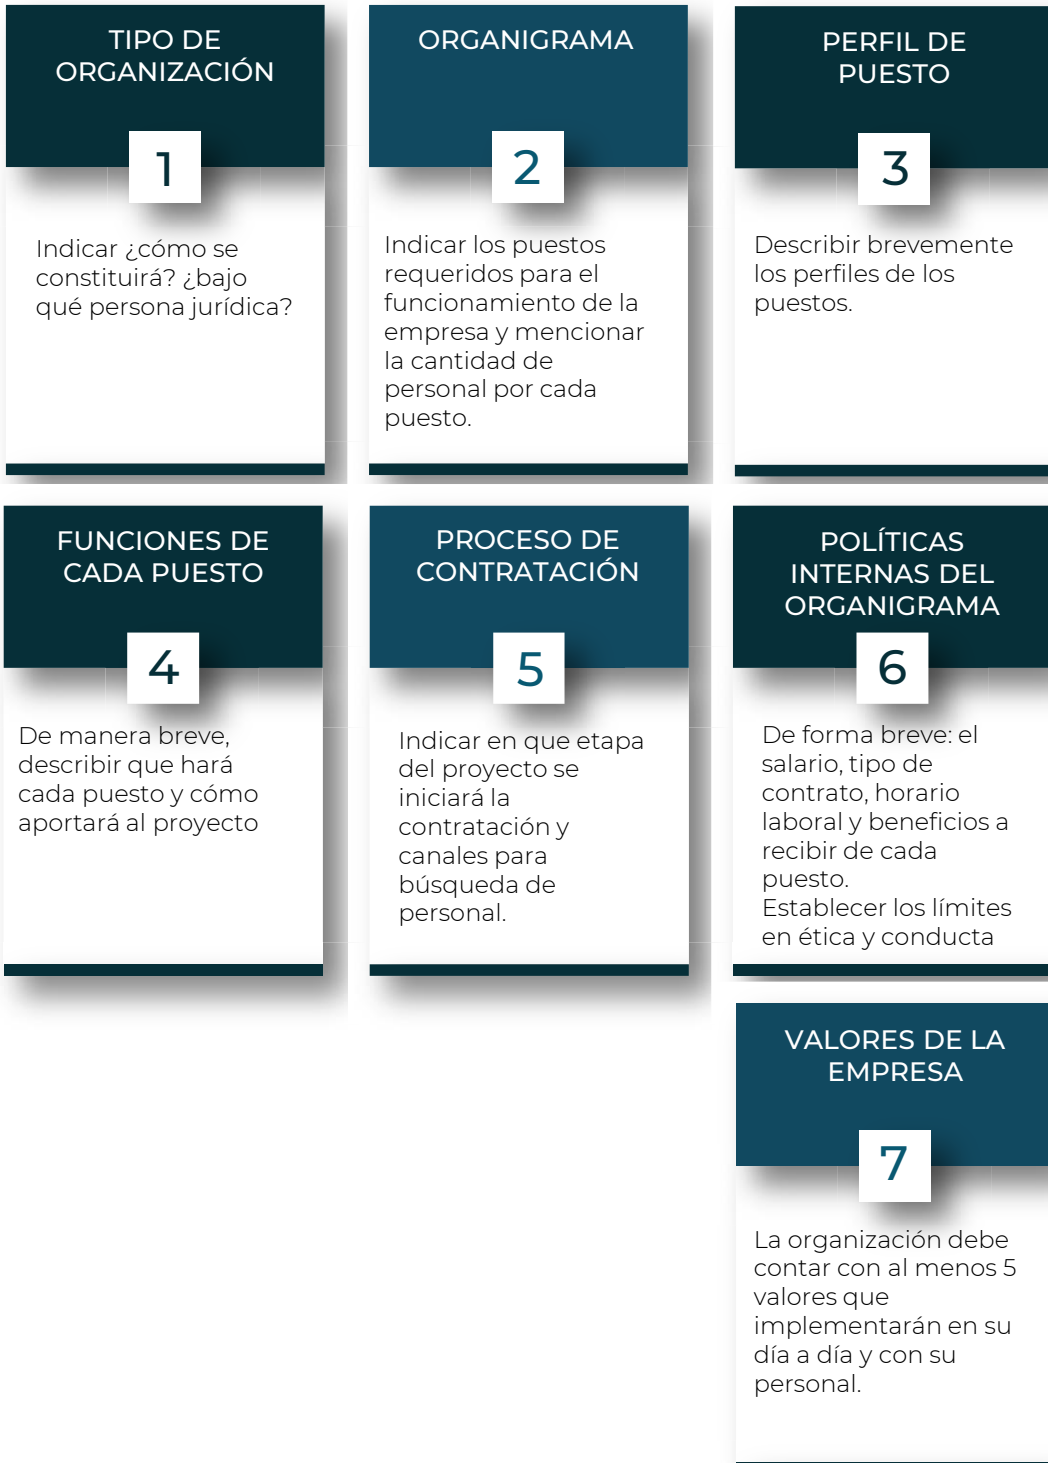 TIPO DE
ORGANIZACIÓN
1
Indicar ¿cómo se
constituirá? ¿bajo
qué persona jurídica?
ORGANIGRAMA
2
Indicar los puestos
requeridos para el
funcionamiento de la
empresa y mencionar
la cantidad de
personal por cada
puesto.
PERFIL DE
PUESTO
3
Describir brevemente
los perfiles de los
puestos.
FUNCIONES DE
CADA PUESTO
4
De manera breve,
describir que hará
cada puesto y cómo
aportará al proyecto
PROCESO DE
CONTRATACIÓN
5
Indicar en que etapa
del proyecto se
iniciará la
contratación y
canales para
búsqueda de
personal.
POLÍTICAS
INTERNAS DEL
ORGANIGRAMA
6
De forma breve: el
salario, tipo de
contrato, horario
laboral y beneficios a
recibir de cada
puesto.
Establecer los límites
en ética y conducta
VALORES DE LA
EMPRESA
7
La organización debe
contar con al menos 5
valores que
implementarán en su
día a día y con su
personal.